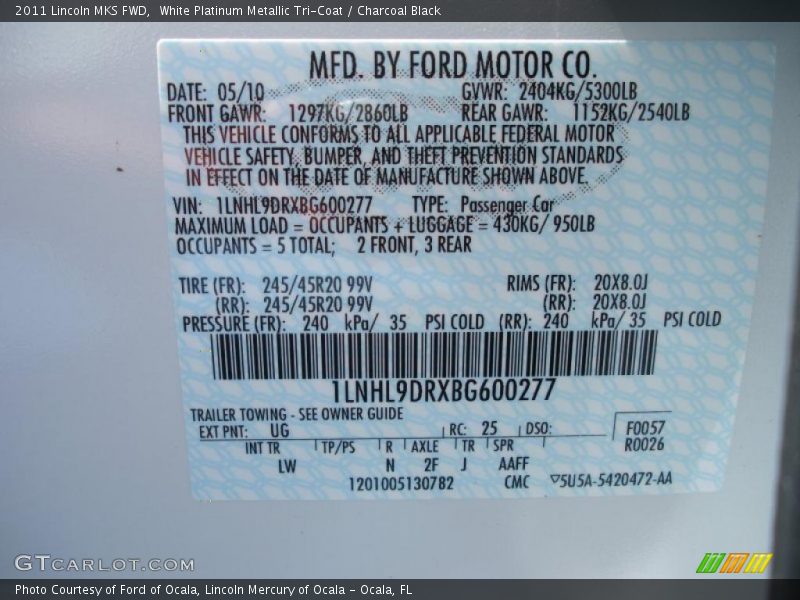 2011 Lincoln MKS FWD,  White Platinum Metallic Tri-Coat / Charcoal Black
MFD. BY FORD MOTOR CO.
DATE: 05/10 GVWR: 2404KG/5300LB
FRONT GAWR: 1297KG/2860LB REAR GAWR: 1152KG/2540LB
THIS VEHICLE CONFORMS TO ALL APPLICABLE FEDERAL MOTOR
VEHICLE SAFETY, BUMPER, AND THEFT PREVENTION STANDARDS
IN EFFECT ON THE DATE OF MANUFACTURE SHOWN ABOVE.
VIN: 1LNHL9DRXBG600277 TYPE: Passenger Car
MAXIMUM LOAD = OCCUPANTS + LUGGAGE = 430KG/ 950LB
OCCUPANTS = 5 TOTAL; 2 FRONT, 3 REAR
TIRE (FR): 245/45R20 99V RIMS (FR): 20X8.0J
(RR): 245/45R20 99V (RR): 20X8.0J
PRESSURE (FR): 240 kPa/ 35 PSI COLD (RR): 240 kPa/ 35 PSI COLD
1LNHL9DRXBG600277
TRAILER TOWING - SEE OWNER GUIDE
EXT PNT: UG RC: 25 DSO: F0057
R0026
INT TR TP/PS R AXLE TR SPR
LW N 2F J AAFF
1201005130782 CMC ▽5U5A-5420472-AA
GTCARLOT.COM
Photo Courtesy of Ford of Ocala, Lincoln Mercury of Ocala - Ocala, FL